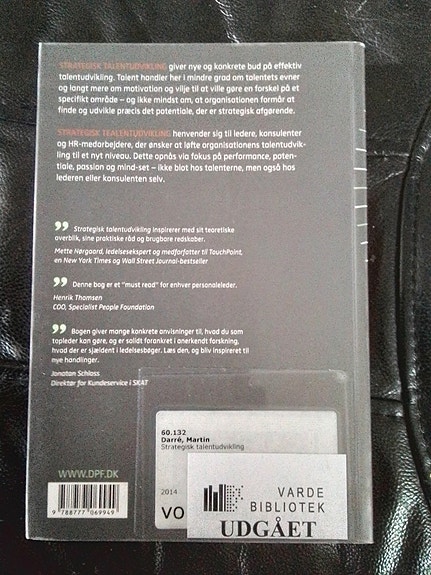 STRATEGISK TALENTUDVIKLING giver nye og konkrete bud på effektiv
talentudvikling. Talent handler her i mindre grad om talentets evner
og langt mere om motivation og vilje til at ville gøre en forskel på et
specifikt område – og ikke mindst om, at organisationen formår at
finde og udvikle præcis det potentiale, der er strategisk afgørende.
STRATEGISK TALENTUDVIKLING henvender sig til ledere, konsulenter
og HR-medarbejdere, der ønsker at løfte organisationens talentudvik-
ling til et nyt niveau. Dette opnås via fokus på performance, poten-
tiale, passion og mind-set – ikke blot hos talenterne, men også hos
lederen eller konsulenten selv.
” Strategisk talentudvikling inspirerer med sit teoretiske
overblik, sine praktiske råd og brugbare redskaber.
Mette Nørgaard, ledelsesekspert og medforfatter til TouchPoint,
en New York Times og Wall Street Journal-bestseller
” Denne bog er et "must read" for enhver personaleleder.
Henrik Thomsen
COO, Specialist People Foundation
” Bogen giver mange konkrete anvisninger til, hvad du som
topleder kan gøre, og er solidt forankret i anerkendt forskning,
hvad der er sjældent i ledelsesbøger. Læs den, og bliv inspireret til
nye handlinger.
Jonatan Schloss
Direktør for Kundeservice i SKAT
60.132
Darré, Martin
Strategisk talentudvikling
WWW.DPF.DK
2014
VO
VARDE
BIBLIOTEK
UDGÅET
9 788777 069949